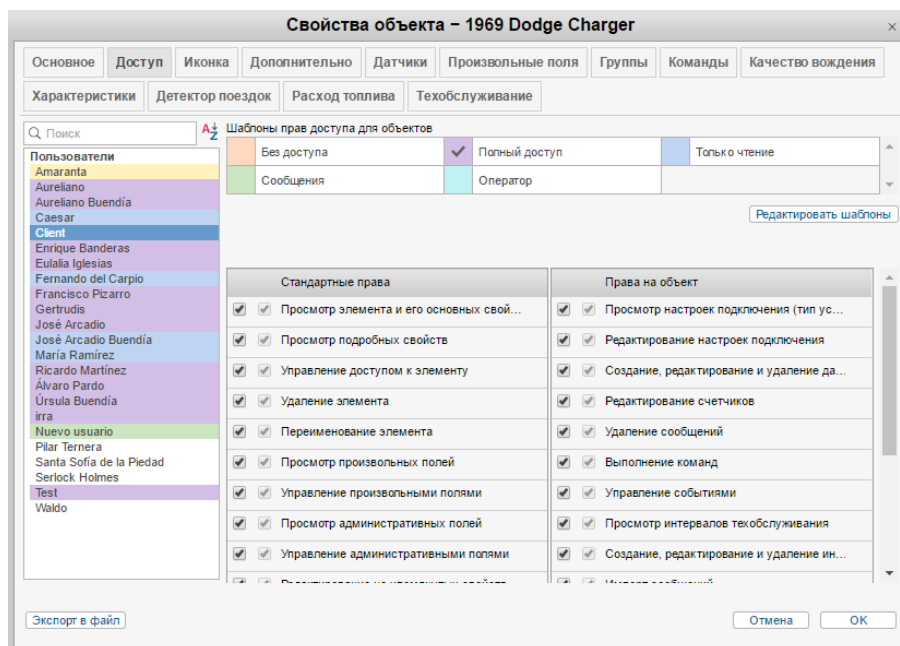 Свойства объекта – 1969 Dodge Charger
Основное Доступ Иконка Дополнительно Датчики Произвольные поля Группы Команды Качество вождения
Характеристики Детектор поездок Расход топлива Техобслуживание
Поиск
Шаблоны прав доступа для объектов
Без доступа Полный доступ Только чтение
Сообщения Оператор
Редактировать шаблоны
Пользователи
Amaranta
Aureliano
Aureliano Buendía
Caesar
Client
Enrique Banderas
Eulalia Iglesias
Fernando del Carpio
Francisco Pizarro
Gertrudis
José Arcadio
José Arcadio Buendía
María Ramírez
Ricardo Martínez
Álvaro Pardo
Úrsula Buendía
irra
Nuevo usuario
Pilar Ternera
Santa Sofía de la Piedad
Serlock Holmes
Test
Waldo
Стандартные права Права на объект
Просмотр элемента и его основных свой... Просмотр настроек подключения (тип ус...
Просмотр подробных свойств Редактирование настроек подключения
Управление доступом к элементу Создание, редактирование и удаление да...
Удаление элемента Редактирование счетчиков
Переименование элемента Удаление сообщений
Просмотр произвольных полей Выполнение команд
Управление произвольными полями Управление событиями
Просмотр административных полей Просмотр интервалов техобслуживания
Управление административными полями Создание, редактирование и удаление ин...
Экспорт в файл Отмена OK